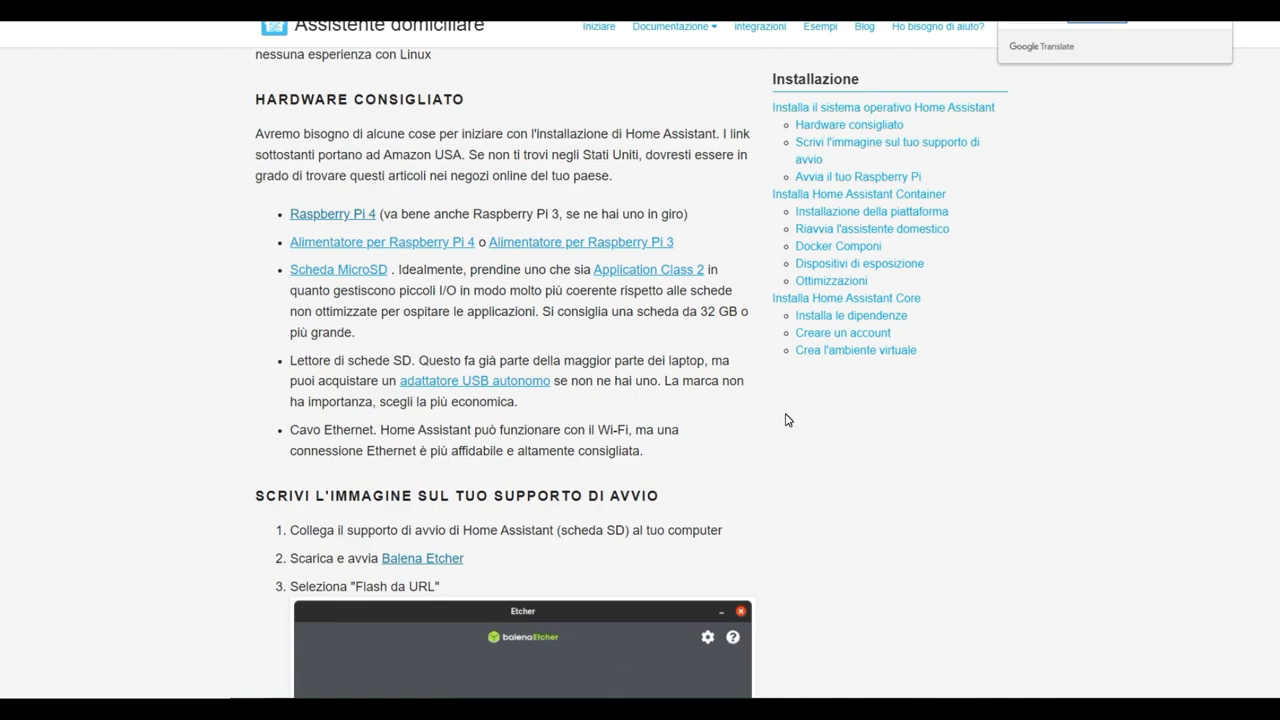 Assistente domiciliare
Iniziare
Documentazione
integrazioni
Esempi
Blog
Ho bisogno di aiuto?
Google Translate
nessuna esperienza con Linux
HARDWARE CONSIGLIATO
Avremo bisogno di alcune cose per iniziare con l'installazione di Home Assistant. I link
sottostanti portano ad Amazon USA. Se non ti trovi negli Stati Uniti, dovresti essere in
grado di trovare questi articoli nei negozi online del tuo paese.
Raspberry Pi 4 (va bene anche Raspberry Pi 3, se ne hai uno in giro)
Alimentatore per Raspberry Pi 4 o Alimentatore per Raspberry Pi 3
Scheda MicroSD . Idealmente, prendine uno che sia Application Class 2 in
quanto gestiscono piccoli I/O in modo molto più coerente rispetto alle schede
non ottimizzate per ospitare le applicazioni. Si consiglia una scheda da 32 GB o
più grande.
Lettore di schede SD. Questo fa già parte della maggior parte dei laptop, ma
puoi acquistare un adattatore USB autonomo se non ne hai uno. La marca non
ha importanza, scegli la più economica.
Cavo Ethernet. Home Assistant può funzionare con il Wi-Fi, ma una
connessione Ethernet è più affidabile e altamente consigliata.
SCRIVI L'IMMAGINE SUL TUO SUPPORTO DI AVVIO
1. Collega il supporto di avvio di Home Assistant (scheda SD) al tuo computer
2. Scarica e avvia Balena Etcher
3. Seleziona "Flash da URL"
Etcher
balenaEtcher
Installazione
Installa il sistema operativo Home Assistant
Hardware consigliato
Scrivi l'immagine sul tuo supporto di
avvio
Avvia il tuo Raspberry Pi
Installa Home Assistant Container
Installazione della piattaforma
Riavvia l'assistente domestico
Docker Componi
Dispositivi di esposizione
Ottimizzazioni
Installa Home Assistant Core
Installa le dipendenze
Creare un account
Crea l'ambiente virtuale